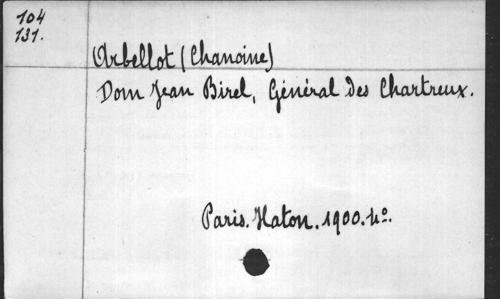 104
131.
Arbellot (Chanoine)
Dom Jean Birel, Général des Chartreux.
Paris. Haton. 1900. 4º.